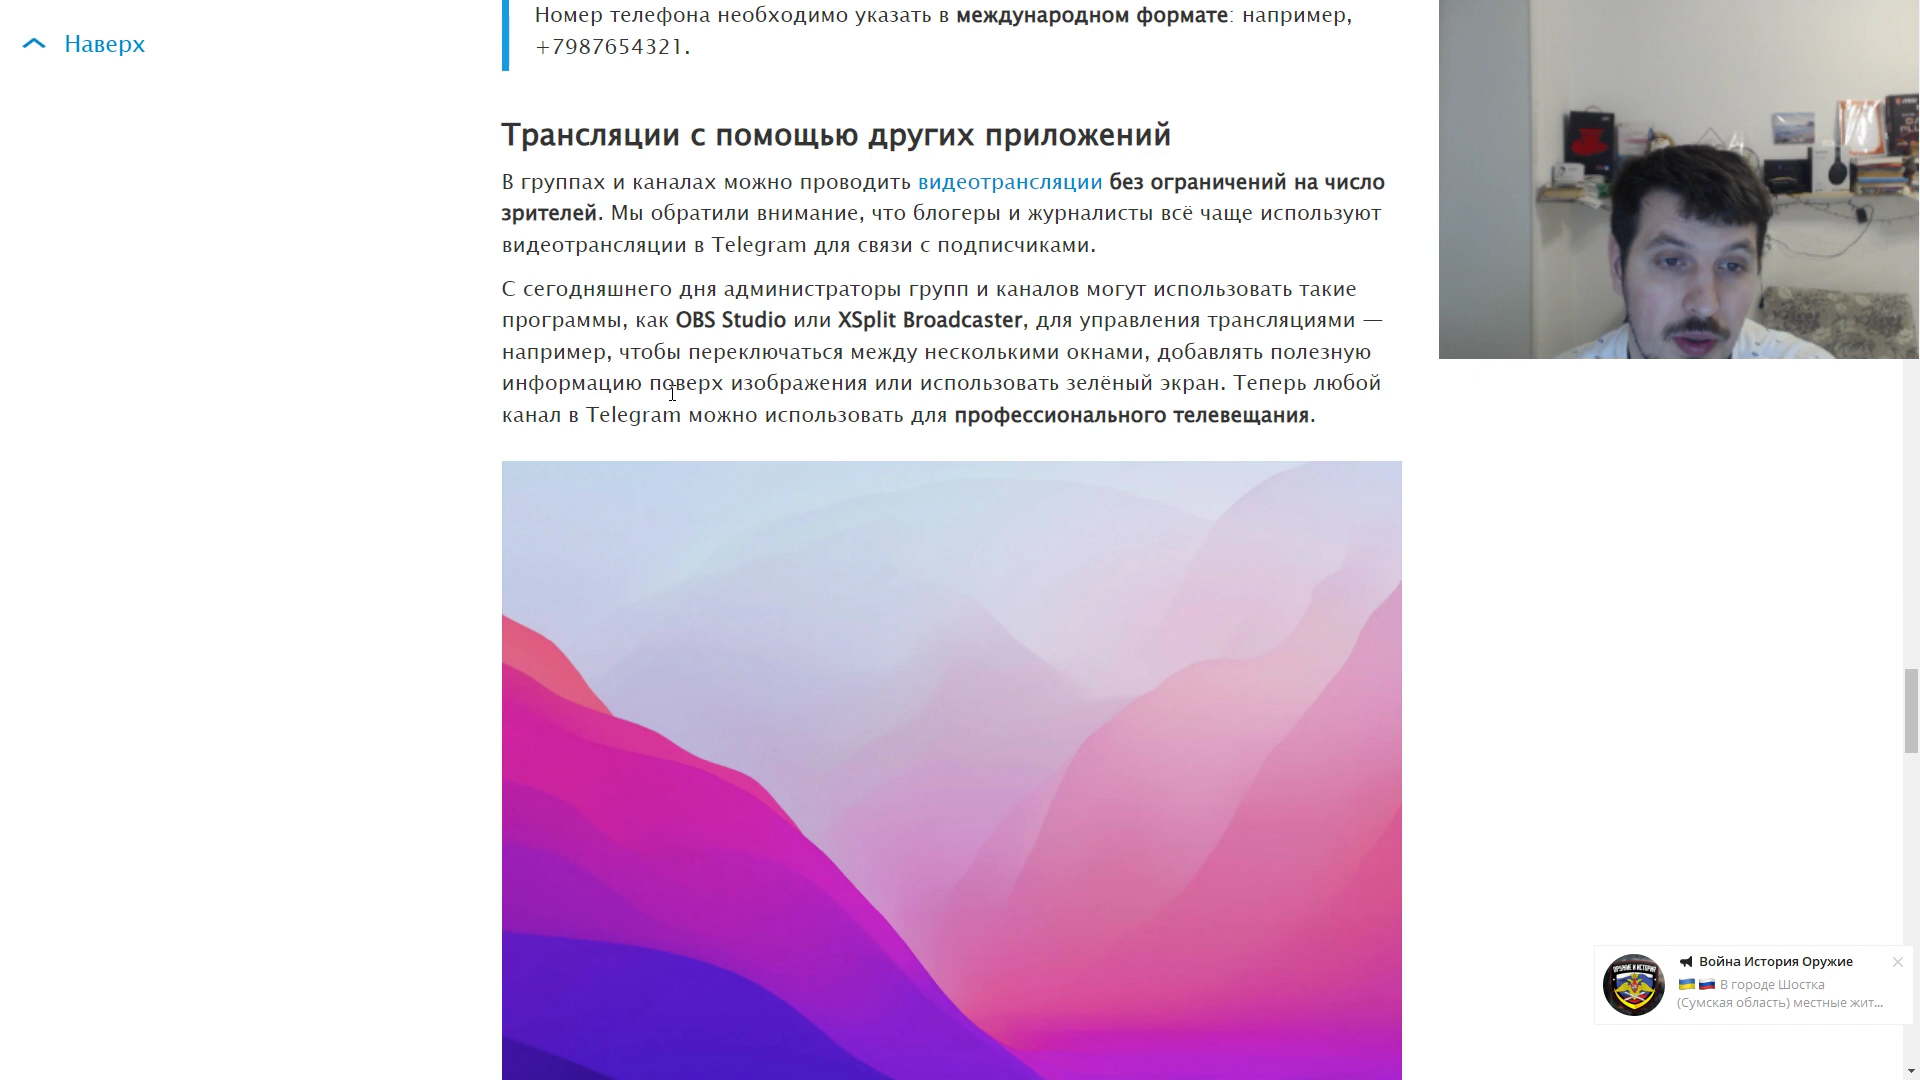 Номер телефона необходимо указать в международном формате: например,
+7987654321.
Наверх
Трансляции с помощью других приложений
В группах и каналах можно проводить видеотрансляции без ограничений на число
зрителей. Мы обратили внимание, что блогеры и журналисты всё чаще используют
видеотрансляции в Telegram для связи с подписчиками.
С сегодняшнего дня администраторы групп и каналов могут использовать такие
программы, как OBS Studio или XSplit Broadcaster, для управления трансляциями —
например, чтобы переключаться между несколькими окнами, добавлять полезную
информацию поверх изображения или использовать зелёный экран. Теперь любой
канал в Telegram можно использовать для профессионального телевещания.
Война История Оружие
В городе Шостка
(Сумская область) местные жит...
ОРУЖИЕ И ИСТОРИЯ